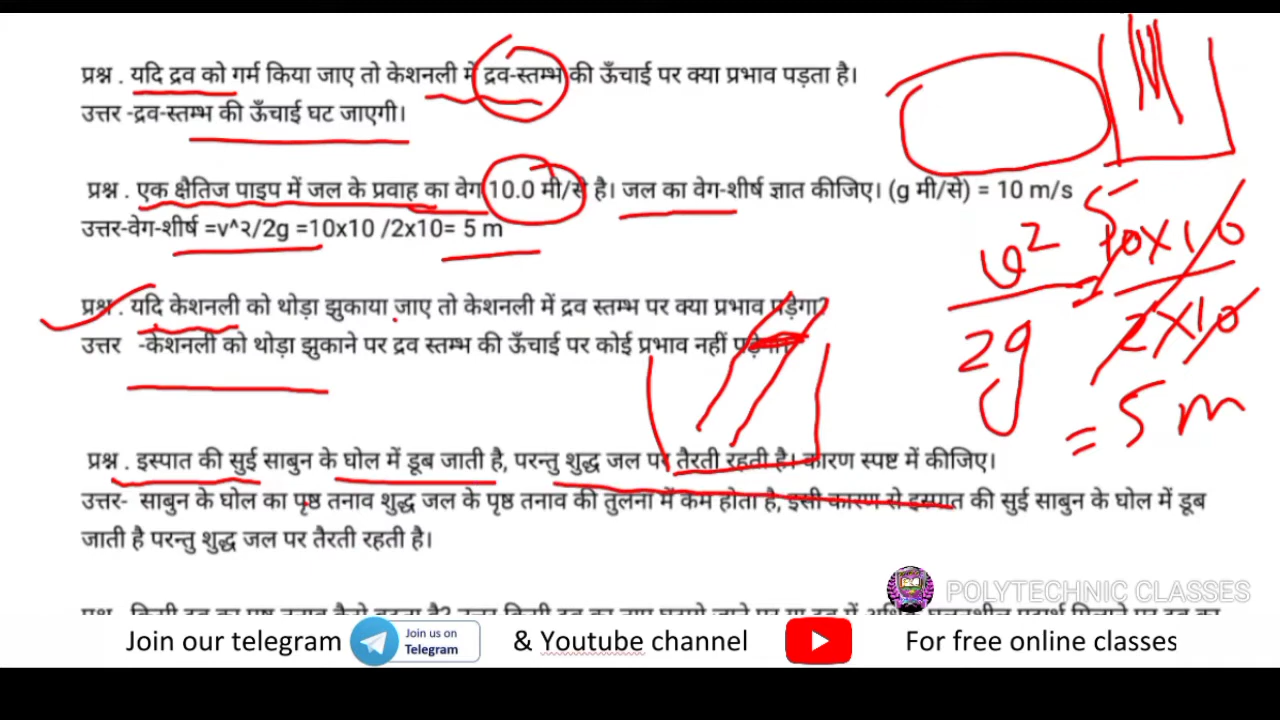 प्रश्न . यदि द्रव को गर्म किया जाए तो केशनली में द्रव-स्तम्भ की ऊँचाई पर क्या प्रभाव पड़ता है।
उत्तर -द्रव-स्तम्भ की ऊँचाई घट जाएगी।
प्रश्न . एक क्षैतिज पाइप में जल के प्रवाह का वेग 10.0 मी/से है। जल का वेग-शीर्ष ज्ञात कीजिए। (g मी/से) = 10 m/s
उत्तर-वेग-शीर्ष =v^२/2g =10x10 /2x10= 5 m
v² / 2g = 10x10 / 2x10
5
= 5 m
प्रश्न . यदि केशनली को थोड़ा झुकाया जाए तो केशनली में द्रव स्तम्भ पर क्या प्रभाव पड़ेगा?
उत्तर -केशनली को थोड़ा झुकाने पर द्रव स्तम्भ की ऊँचाई पर कोई प्रभाव नहीं पड़ेगा।
प्रश्न . इस्पात की सुई साबुन के घोल में डूब जाती है, परन्तु शुद्ध जल पर तैरती रहती है। कारण स्पष्ट में कीजिए।
उत्तर- साबुन के घोल का पृष्ठ तनाव शुद्ध जल के पृष्ठ तनाव की तुलना में कम होता है, इसी कारण से इस्पात की सुई साबुन के घोल में डूब
जाती है परन्तु शुद्ध जल पर तैरती रहती है।
POLYTECHNIC CLASSES
Join our telegram Join us on Telegram & Youtube channel For free online classes